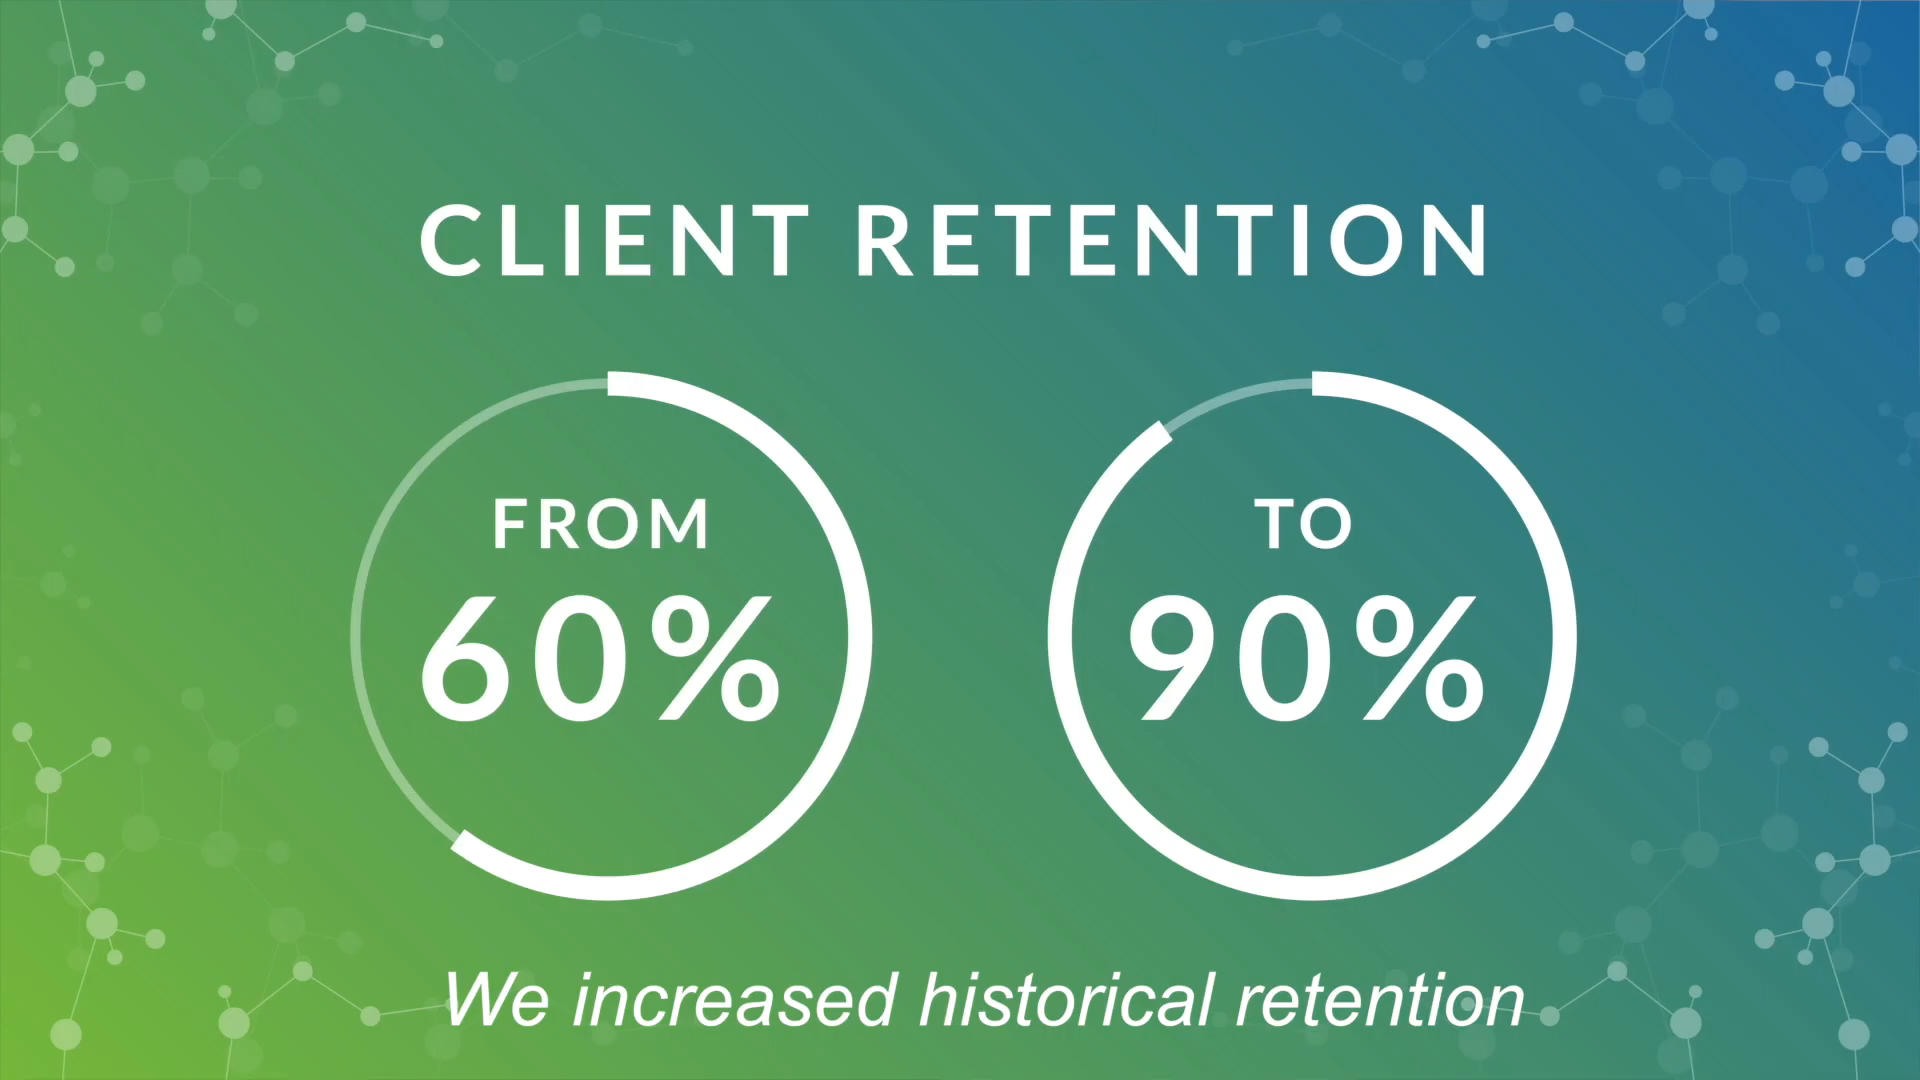 CLIENT RETENTION
FROM
60%
TO
90%
We increased historical retention